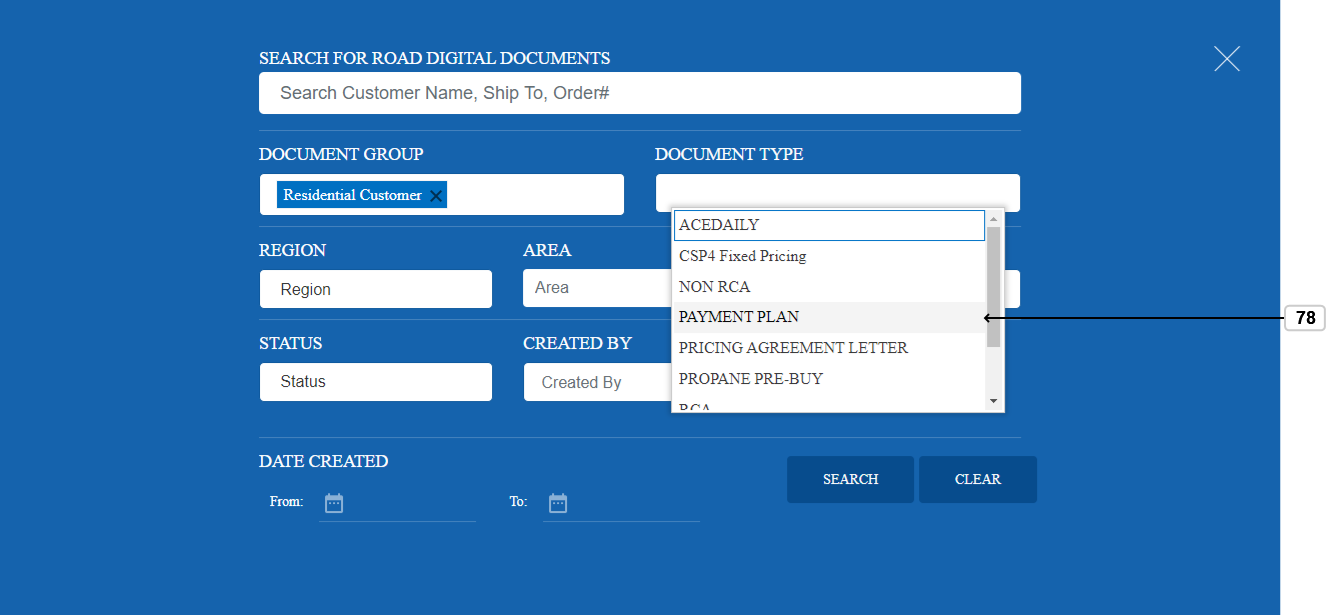 SEARCH FOR ROAD DIGITAL DOCUMENTS
Search Customer Name, Ship To, Order#
DOCUMENT GROUP
DOCUMENT TYPE
Residential Customer
ACEDAILY
CSP4 Fixed Pricing
NON RCA
PAYMENT PLAN
PRICING AGREEMENT LETTER
PROPANE PRE-BUY
RCA
78
REGION
AREA
Region
Area
STATUS
CREATED BY
Status
Created By
DATE CREATED
From:
To:
SEARCH
CLEAR